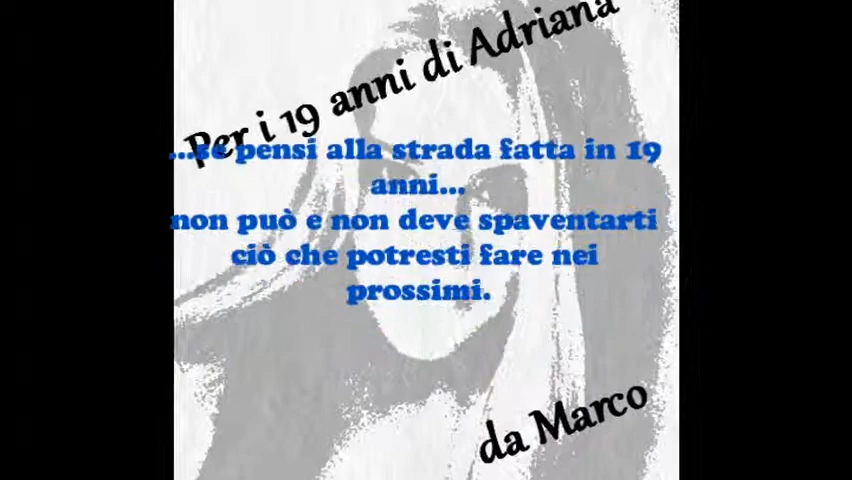 Per i 19 anni di Adriana
...se pensi alla strada fatta in 19
anni...
non può e non deve spaventarti
ciò che potresti fare nei
prossimi.
da Marco